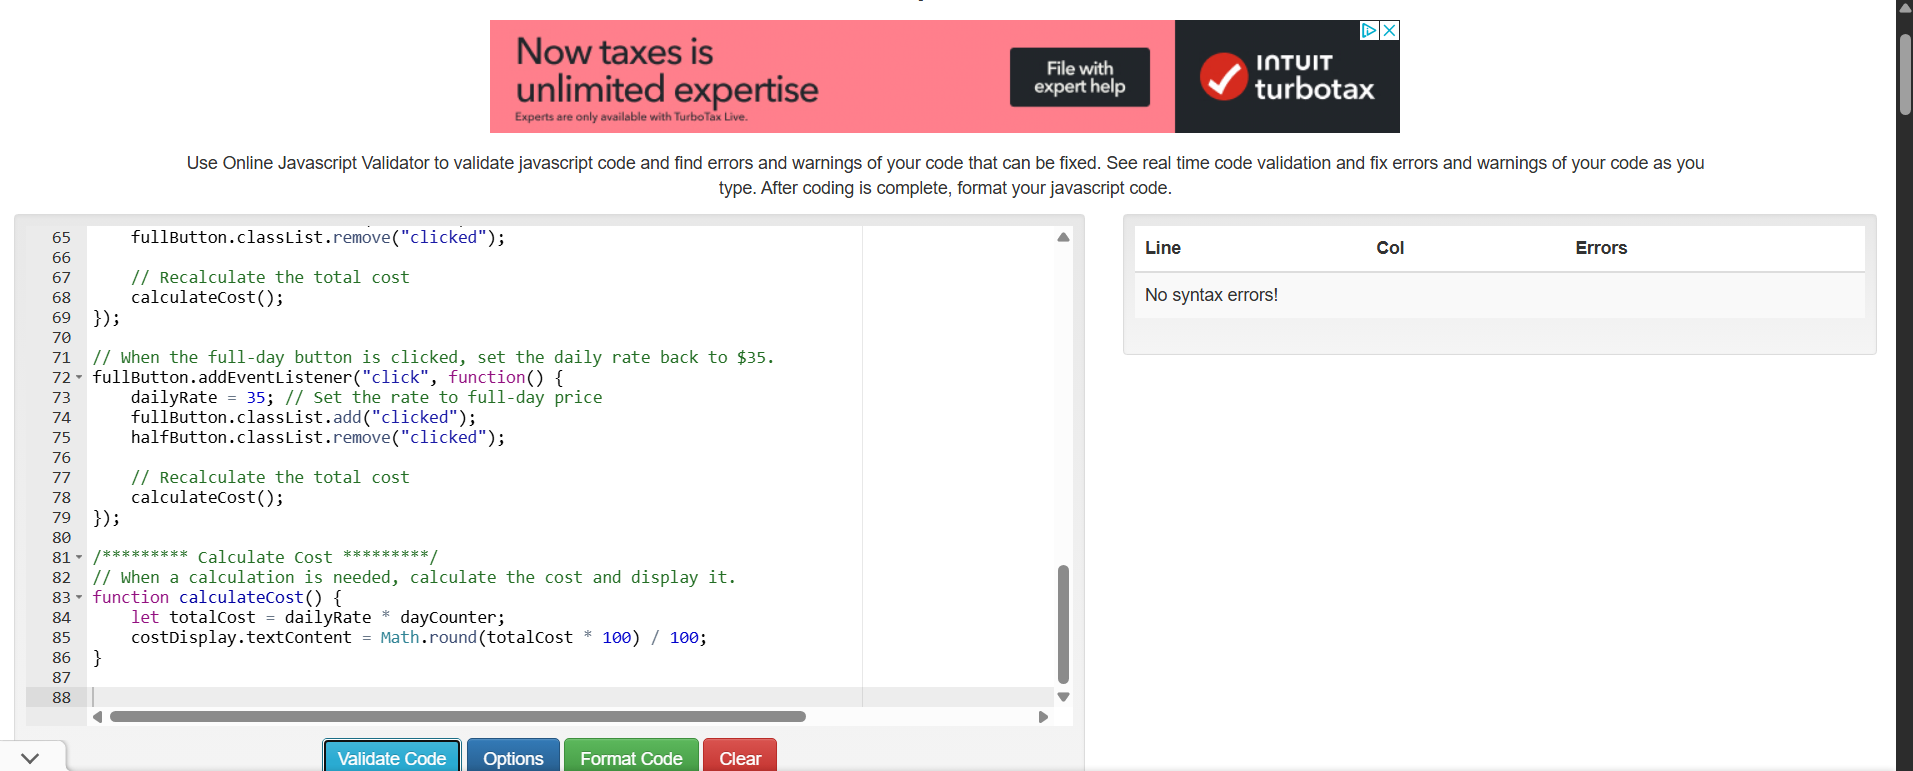 Now taxes is
unlimited expertise
Experts are only available with TurboTax Live.
File with
expert help
INTUIT
turbotax
Use Online Javascript Validator to validate javascript code and find errors and warnings of your code that can be fixed. See real time code validation and fix errors and warnings of your code as you
type. After coding is complete, format your javascript code.
65 fullButton.classList.remove("clicked");
66
67 // Recalculate the total cost
68 calculateCost();
69 });
70
71 // When the full-day button is clicked, set the daily rate back to $35.
72 fullButton.addEventListener("click", function() {
73 dailyRate = 35; // Set the rate to full-day price
74 fullButton.classList.add("clicked");
75 halfButton.classList.remove("clicked");
76
77 // Recalculate the total cost
78 calculateCost();
79 });
80
81 /********* Calculate Cost *********/
82 // When a calculation is needed, calculate the cost and display it.
83 function calculateCost() {
84 let totalCost = dailyRate * dayCounter;
85 costDisplay.textContent = Math.round(totalCost * 100) / 100;
86 }
87
88
Line Col Errors
No syntax errors!
Validate Code Options Format Code Clear